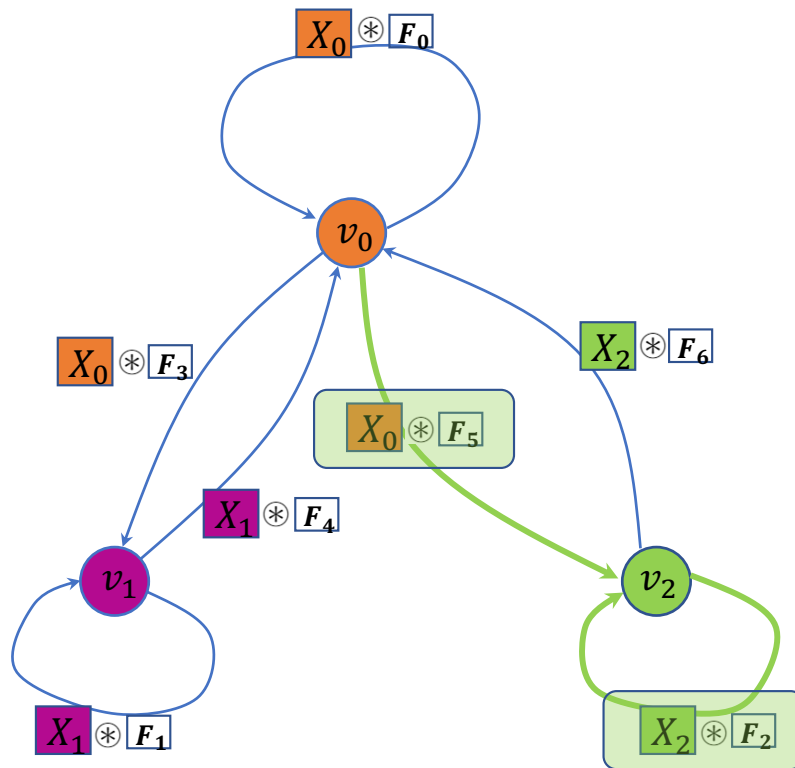 X₀ ⊛ F₀
v₀
X₂ ⊛ F₆
X₀ ⊛ F₃
X₀ ⊛ F₅
X₁ ⊛ F₄
v₁
v₂
X₁ ⊛ F₁
X₂ ⊛ F₂